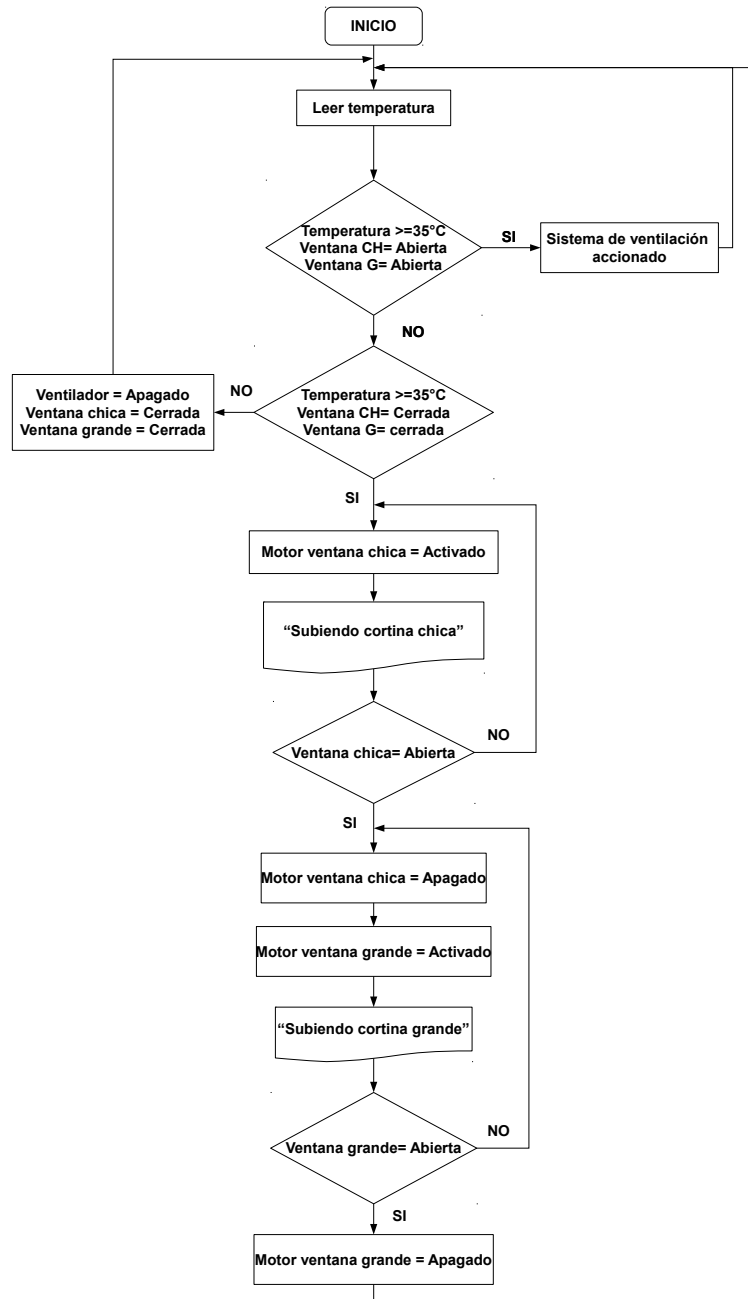 INICIO
Leer temperatura
Temperatura >=35°C
Ventana CH= Abierta
Ventana G= Abierta
SI
Sistema de ventilación
accionado
NO
Temperatura >=35°C
Ventana CH= Cerrada
Ventana G= cerrada
NO
Ventilador = Apagado
Ventana chica = Cerrada
Ventana grande = Cerrada
SI
Motor ventana chica = Activado
“Subiendo cortina chica”
Ventana chica= Abierta
NO
SI
Motor ventana chica = Apagado
Motor ventana grande = Activado
“Subiendo cortina grande”
Ventana grande= Abierta
NO
SI
Motor ventana grande = Apagado